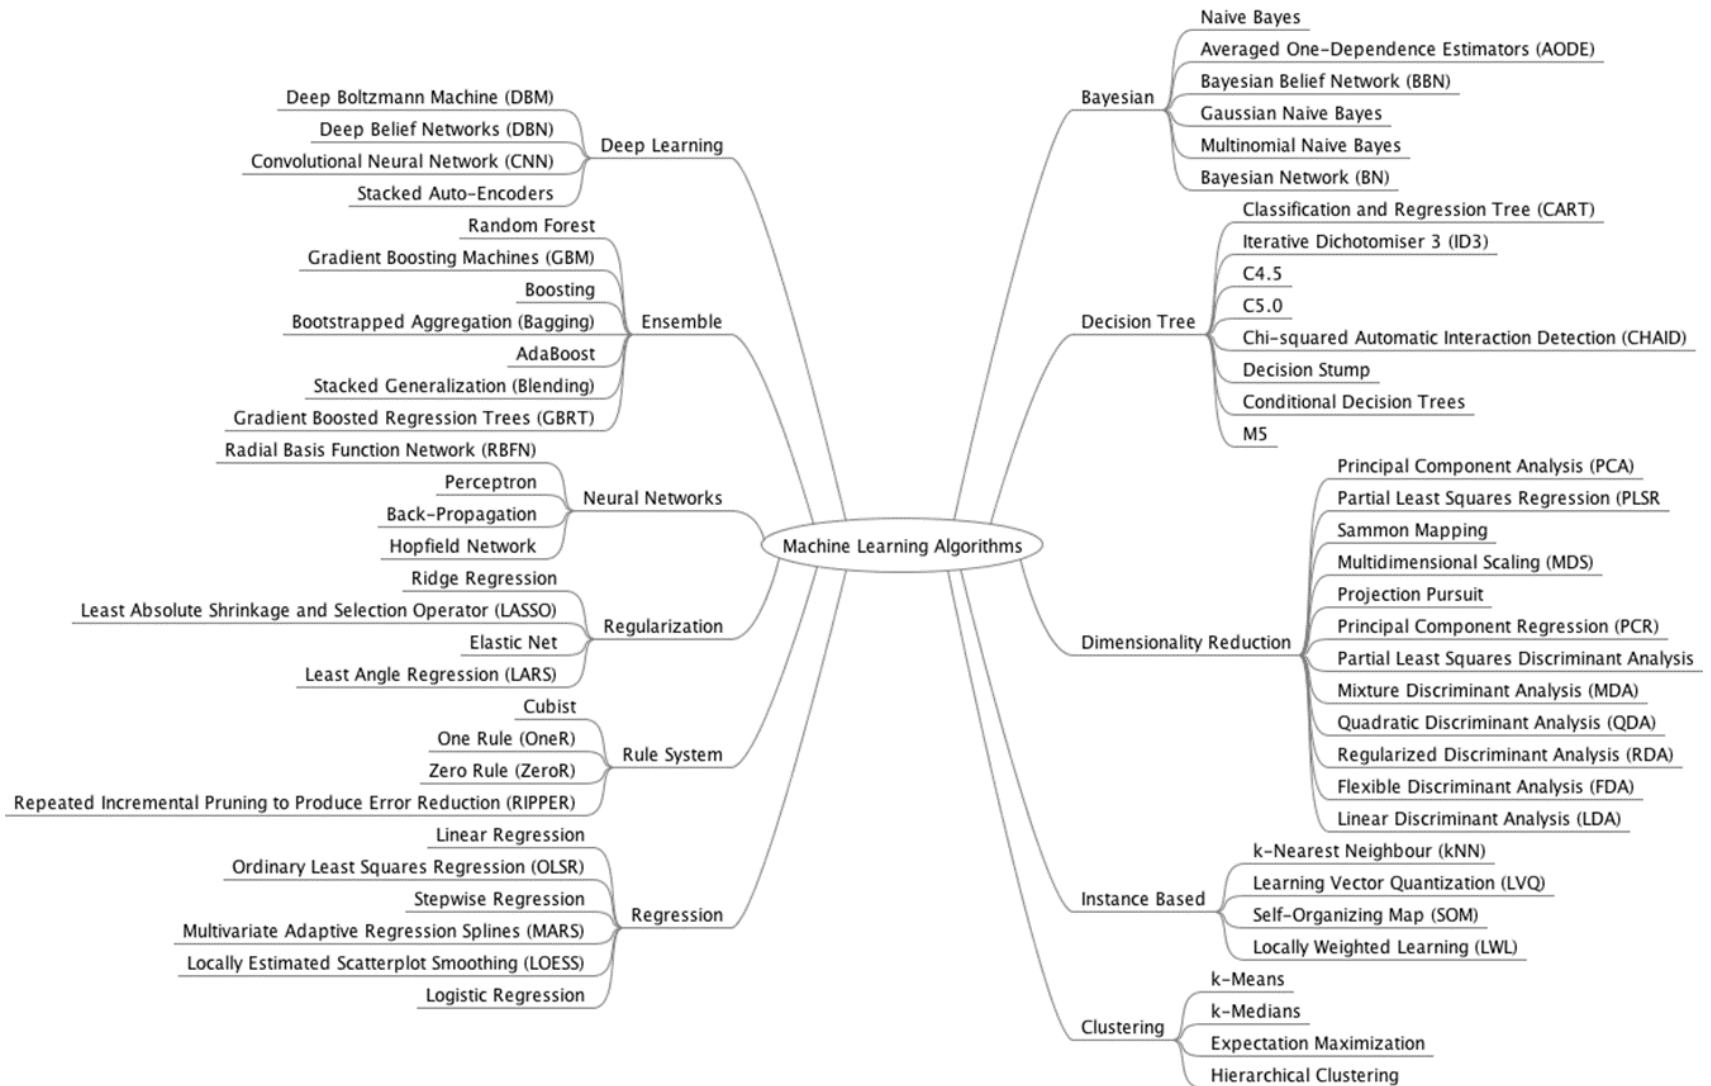 Machine Learning Algorithms
Deep Learning
Deep Boltzmann Machine (DBM)
Deep Belief Networks (DBN)
Convolutional Neural Network (CNN)
Stacked Auto-Encoders
Ensemble
Random Forest
Gradient Boosting Machines (GBM)
Boosting
Bootstrapped Aggregation (Bagging)
AdaBoost
Stacked Generalization (Blending)
Gradient Boosted Regression Trees (GBRT)
Neural Networks
Radial Basis Function Network (RBFN)
Perceptron
Back-Propagation
Hopfield Network
Regularization
Ridge Regression
Least Absolute Shrinkage and Selection Operator (LASSO)
Elastic Net
Least Angle Regression (LARS)
Rule System
Cubist
One Rule (OneR)
Zero Rule (ZeroR)
Repeated Incremental Pruning to Produce Error Reduction (RIPPER)
Regression
Linear Regression
Ordinary Least Squares Regression (OLSR)
Stepwise Regression
Multivariate Adaptive Regression Splines (MARS)
Locally Estimated Scatterplot Smoothing (LOESS)
Logistic Regression
Bayesian
Naive Bayes
Averaged One-Dependence Estimators (AODE)
Bayesian Belief Network (BBN)
Gaussian Naive Bayes
Multinomial Naive Bayes
Bayesian Network (BN)
Decision Tree
Classification and Regression Tree (CART)
Iterative Dichotomiser 3 (ID3)
C4.5
C5.0
Chi-squared Automatic Interaction Detection (CHAID)
Decision Stump
Conditional Decision Trees
M5
Dimensionality Reduction
Principal Component Analysis (PCA)
Partial Least Squares Regression (PLSR
Sammon Mapping
Multidimensional Scaling (MDS)
Projection Pursuit
Principal Component Regression (PCR)
Partial Least Squares Discriminant Analysis
Mixture Discriminant Analysis (MDA)
Quadratic Discriminant Analysis (QDA)
Regularized Discriminant Analysis (RDA)
Flexible Discriminant Analysis (FDA)
Linear Discriminant Analysis (LDA)
Instance Based
k-Nearest Neighbour (kNN)
Learning Vector Quantization (LVQ)
Self-Organizing Map (SOM)
Locally Weighted Learning (LWL)
Clustering
k-Means
k-Medians
Expectation Maximization
Hierarchical Clustering